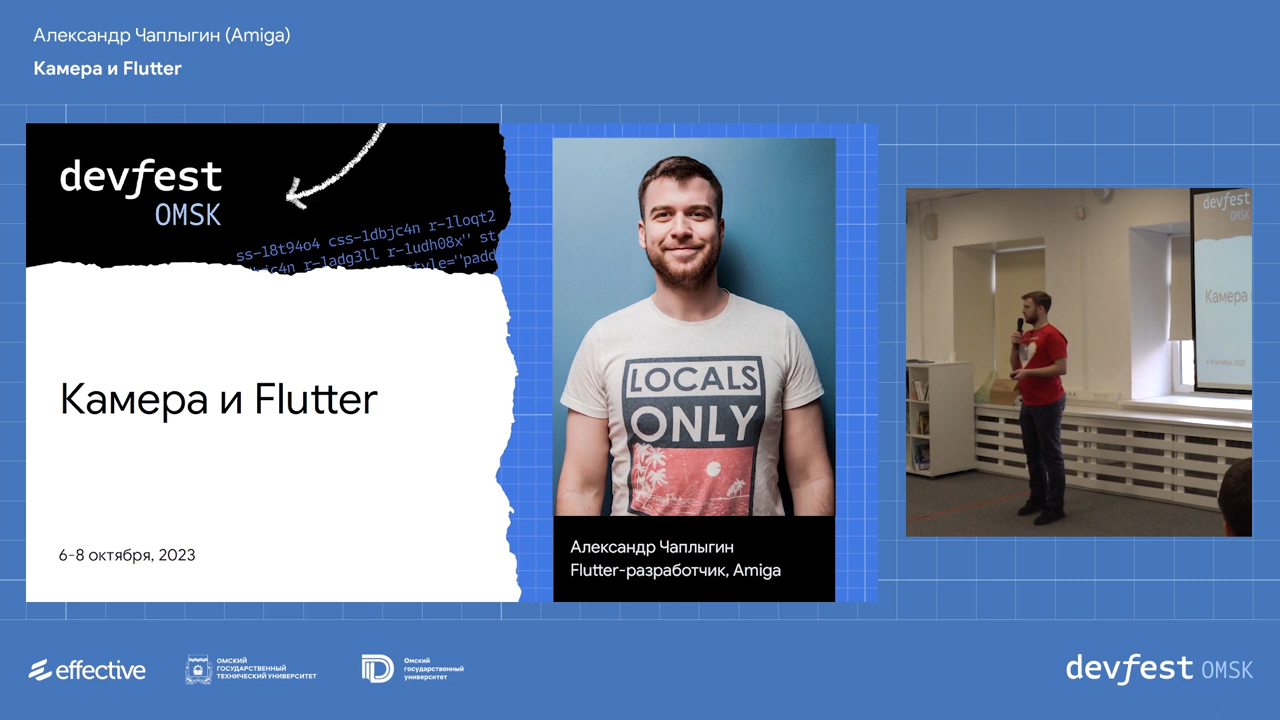 Александр Чаплыгин (Amiga)
Камера и Flutter
devfest
OMSK
ss-18t94o4 css-1dbjc4n r-1loqt2
r-1adg3ll r-1udh08x" st
style="padd
Камера и Flutter
6-8 октября, 2023
LOCALS
ONLY
Александр Чаплыгин
Flutter-разработчик, Amiga
devfest
OMSK
Камера
effective
ОМСКИЙ
ГОСУДАРСТВЕННЫЙ
ТЕХНИЧЕСКИЙ УНИВЕРСИТЕТ
Омский
государственный
университет
devfest OMSK